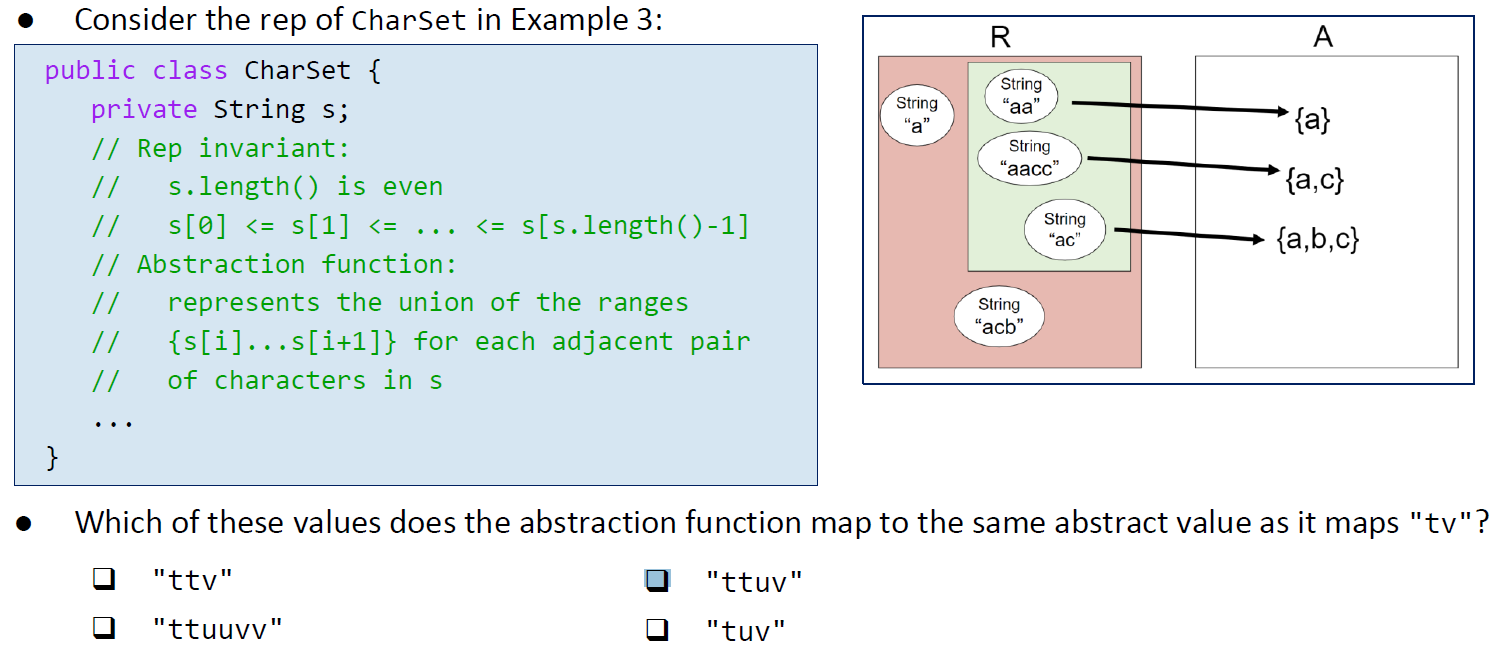 ● Consider the rep of CharSet in Example 3:
public class CharSet {
private String s;
// Rep invariant:
// s.length() is even
// s[0] <= s[1] <= ... <= s[s.length()-1]
// Abstraction function:
// represents the union of the ranges
// {s[i]...s[i+1]} for each adjacent pair
// of characters in s
...
}
R
A
String
“a”
String
“aa”
String
“aacc”
String
“ac”
String
“acb”
{a}
{a,c}
{a,b,c}
● Which of these values does the abstraction function map to the same abstract value as it maps "tv"?
❑ "ttv"
❑ "ttuv"
❑ "ttuuvv"
❑ "tuv"